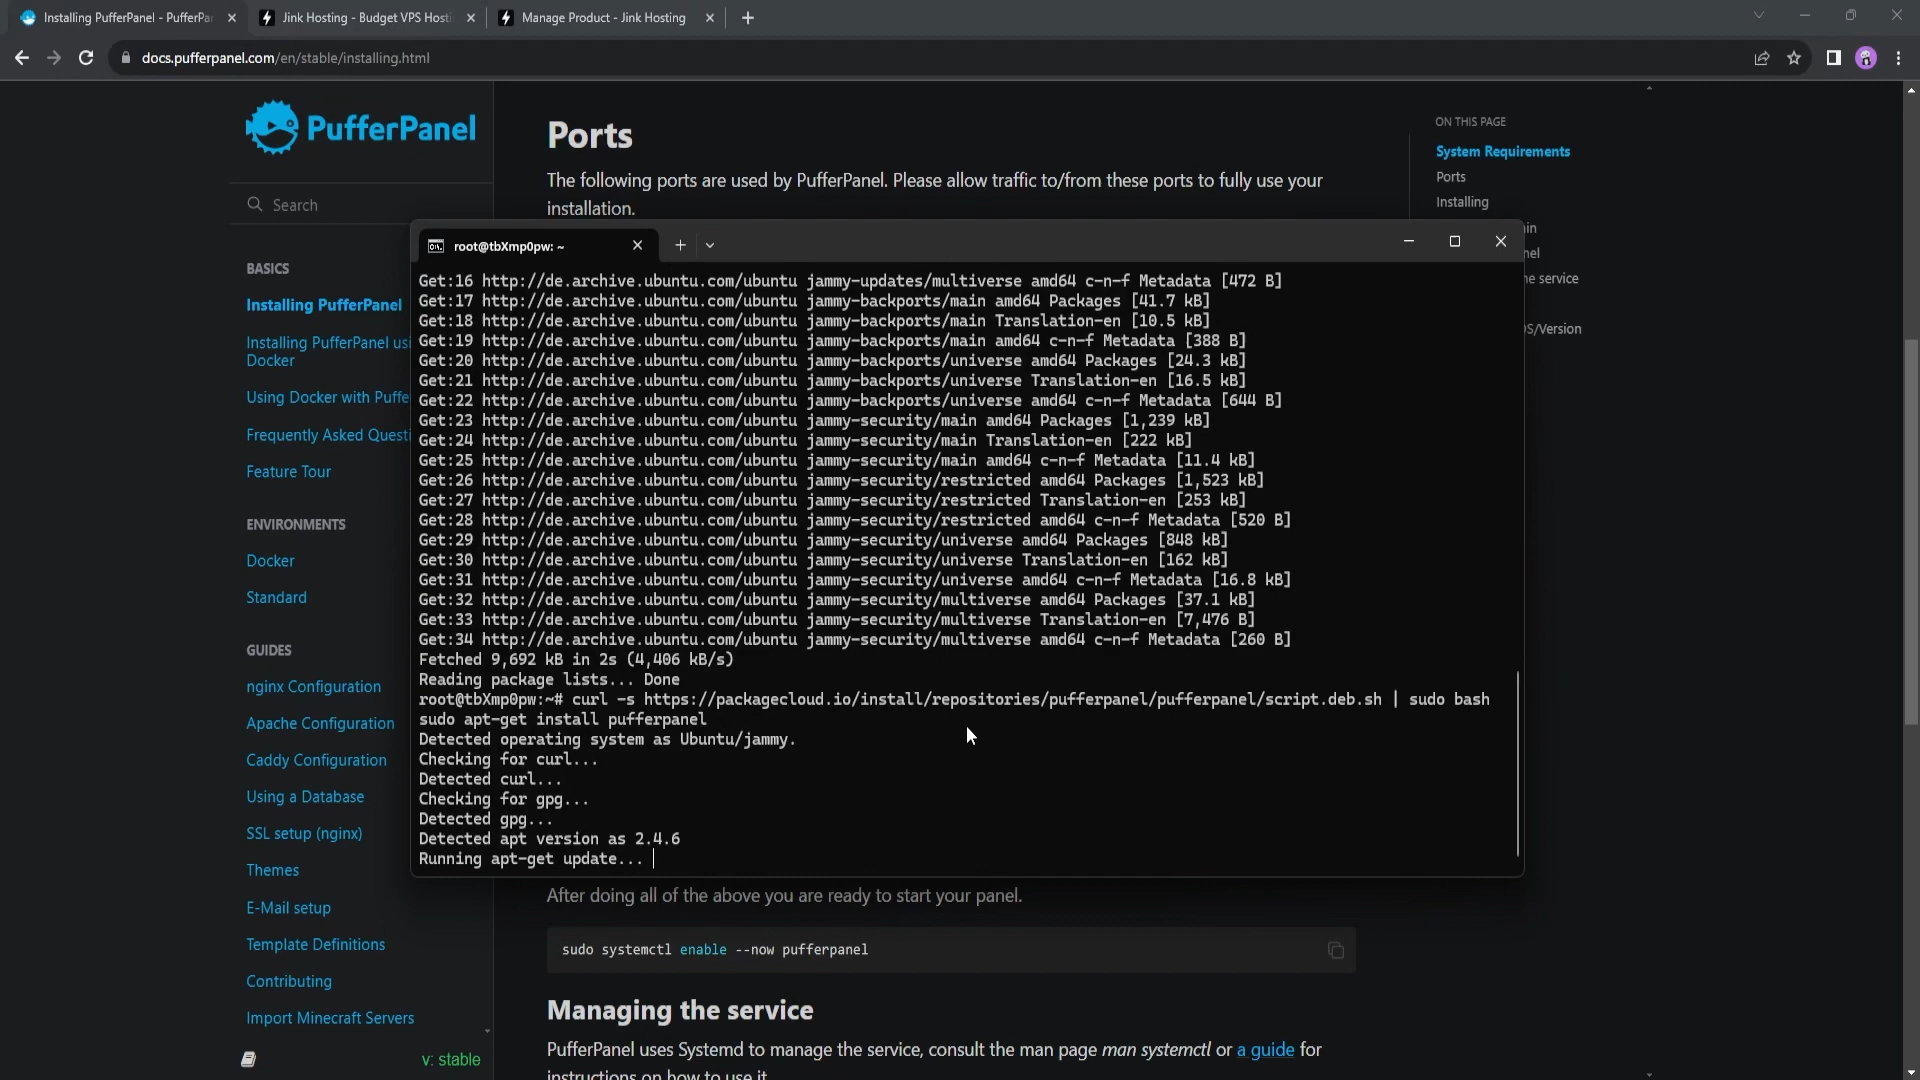 Installing PufferPanel - PufferPa
Jink Hosting - Budget VPS Hosti
Manage Product - Jink Hosting
docs.pufferpanel.com/en/stable/installing.html
PufferPanel
Search
BASICS
Installing PufferPanel
Installing PufferPanel usi
Docker
Using Docker with Puffe
Frequently Asked Questi
Feature Tour
ENVIRONMENTS
Docker
Standard
GUIDES
nginx Configuration
Apache Configuration
Caddy Configuration
Using a Database
SSL setup (nginx)
Themes
E-Mail setup
Template Definitions
Contributing
Import Minecraft Servers
v: stable
Ports
The following ports are used by PufferPanel. Please allow traffic to/from these ports to fully use your
installation.
root@tbXmp0pw: ~
Get:16 http://de.archive.ubuntu.com/ubuntu jammy-updates/multiverse amd64 c-n-f Metadata [472 B]
Get:17 http://de.archive.ubuntu.com/ubuntu jammy-backports/main amd64 Packages [41.7 kB]
Get:18 http://de.archive.ubuntu.com/ubuntu jammy-backports/main Translation-en [10.5 kB]
Get:19 http://de.archive.ubuntu.com/ubuntu jammy-backports/main amd64 c-n-f Metadata [388 B]
Get:20 http://de.archive.ubuntu.com/ubuntu jammy-backports/universe amd64 Packages [24.3 kB]
Get:21 http://de.archive.ubuntu.com/ubuntu jammy-backports/universe Translation-en [16.5 kB]
Get:22 http://de.archive.ubuntu.com/ubuntu jammy-backports/universe amd64 c-n-f Metadata [644 B]
Get:23 http://de.archive.ubuntu.com/ubuntu jammy-security/main amd64 Packages [1,239 kB]
Get:24 http://de.archive.ubuntu.com/ubuntu jammy-security/main Translation-en [222 kB]
Get:25 http://de.archive.ubuntu.com/ubuntu jammy-security/main amd64 c-n-f Metadata [11.4 kB]
Get:26 http://de.archive.ubuntu.com/ubuntu jammy-security/restricted amd64 Packages [1,523 kB]
Get:27 http://de.archive.ubuntu.com/ubuntu jammy-security/restricted Translation-en [253 kB]
Get:28 http://de.archive.ubuntu.com/ubuntu jammy-security/restricted amd64 c-n-f Metadata [520 B]
Get:29 http://de.archive.ubuntu.com/ubuntu jammy-security/universe amd64 Packages [848 kB]
Get:30 http://de.archive.ubuntu.com/ubuntu jammy-security/universe Translation-en [162 kB]
Get:31 http://de.archive.ubuntu.com/ubuntu jammy-security/universe amd64 c-n-f Metadata [16.8 kB]
Get:32 http://de.archive.ubuntu.com/ubuntu jammy-security/multiverse amd64 Packages [37.1 kB]
Get:33 http://de.archive.ubuntu.com/ubuntu jammy-security/multiverse Translation-en [7,476 B]
Get:34 http://de.archive.ubuntu.com/ubuntu jammy-security/multiverse amd64 c-n-f Metadata [260 B]
Fetched 9,692 kB in 2s (4,406 kB/s)
Reading package lists... Done
root@tbXmp0pw:~# curl -s https://packagecloud.io/install/repositories/pufferpanel/pufferpanel/script.deb.sh | sudo bash
sudo apt-get install pufferpanel
Detected operating system as Ubuntu/jammy.
Checking for curl...
Detected curl...
Checking for gpg...
Detected gpg...
Detected apt version as 2.4.6
Running apt-get update...
After doing all of the above you are ready to start your panel.
sudo systemctl enable --now pufferpanel
Managing the service
PufferPanel uses Systemd to manage the service, consult the man page man systemctl or a guide for
instructions on how to use it
ON THIS PAGE
System Requirements
Ports
Installing
in
nel
he service
OS/Version